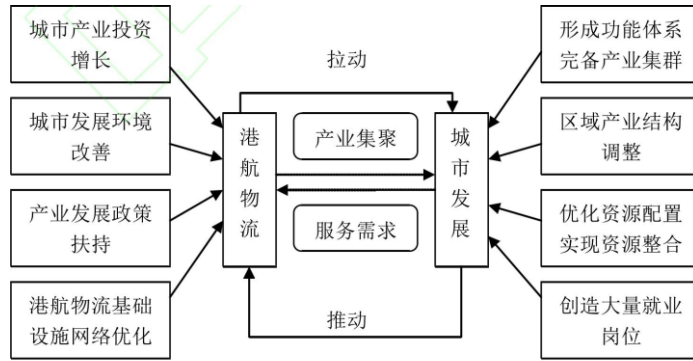 城市产业投资
增长
城市发展环境
改善
产业发展政策
扶持
港航物流基础
设施网络优化
拉动
港航物流
产业集聚
服务需求
推动
城市发展
形成功能体系
完备产业集群
区域产业结构
调整
优化资源配置
实现资源整合
创造大量就业
岗位